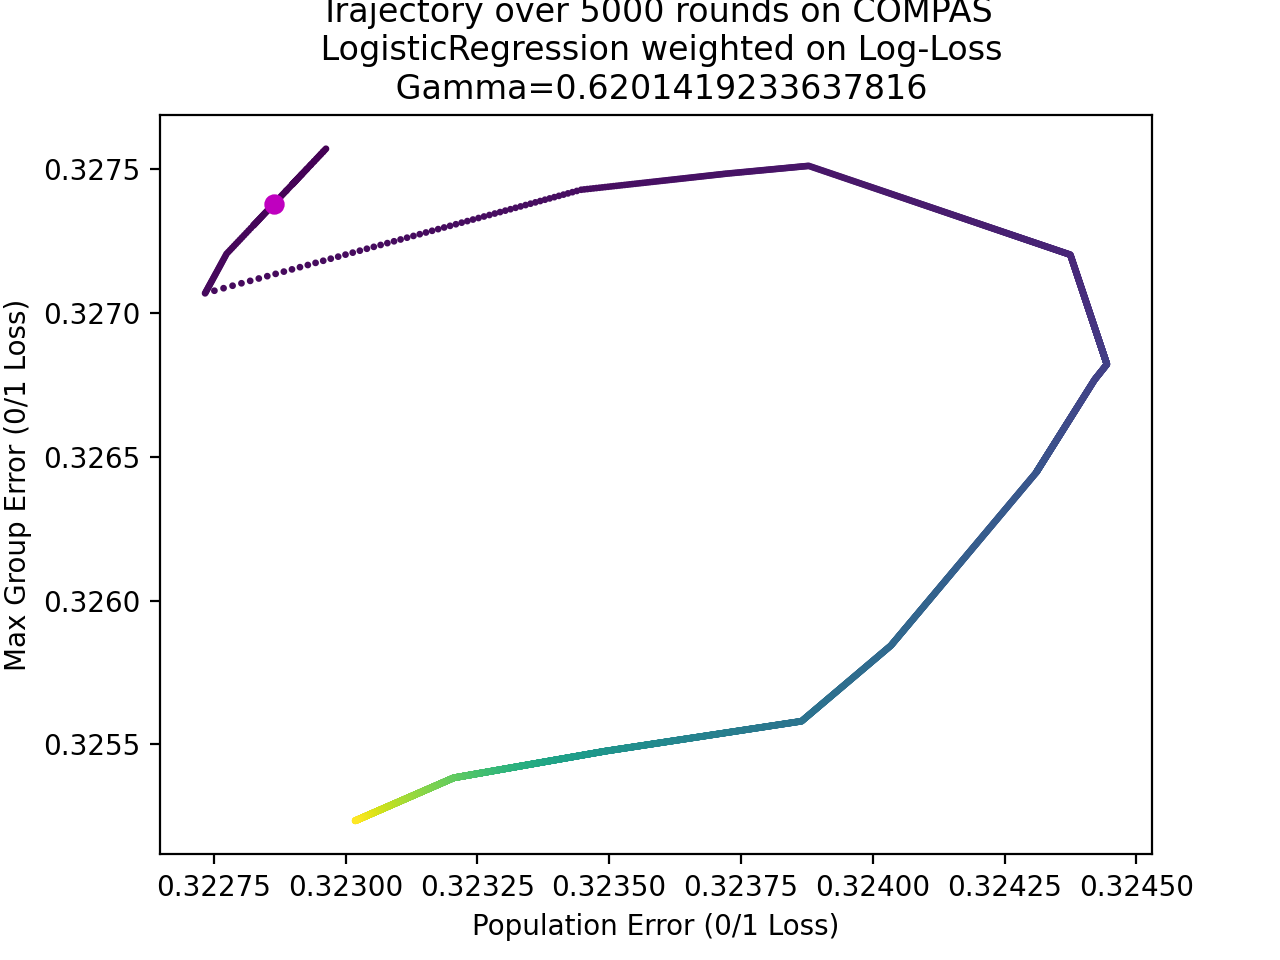 Trajectory over 5000 rounds on COMPAS
LogisticRegression weighted on Log-Loss
Gamma=0.6201419233637816
Max Group Error (0/1 Loss)
0.3275
0.3270
0.3265
0.3260
0.3255
0.32275 0.32300 0.32325 0.32350 0.32375 0.32400 0.32425 0.32450
Population Error (0/1 Loss)